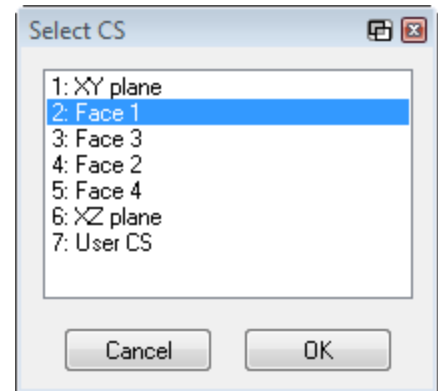 Select CS
1: XY plane
2: Face 1
3: Face 3
4: Face 2
5: Face 4
6: XZ plane
7: User CS
Cancel OK